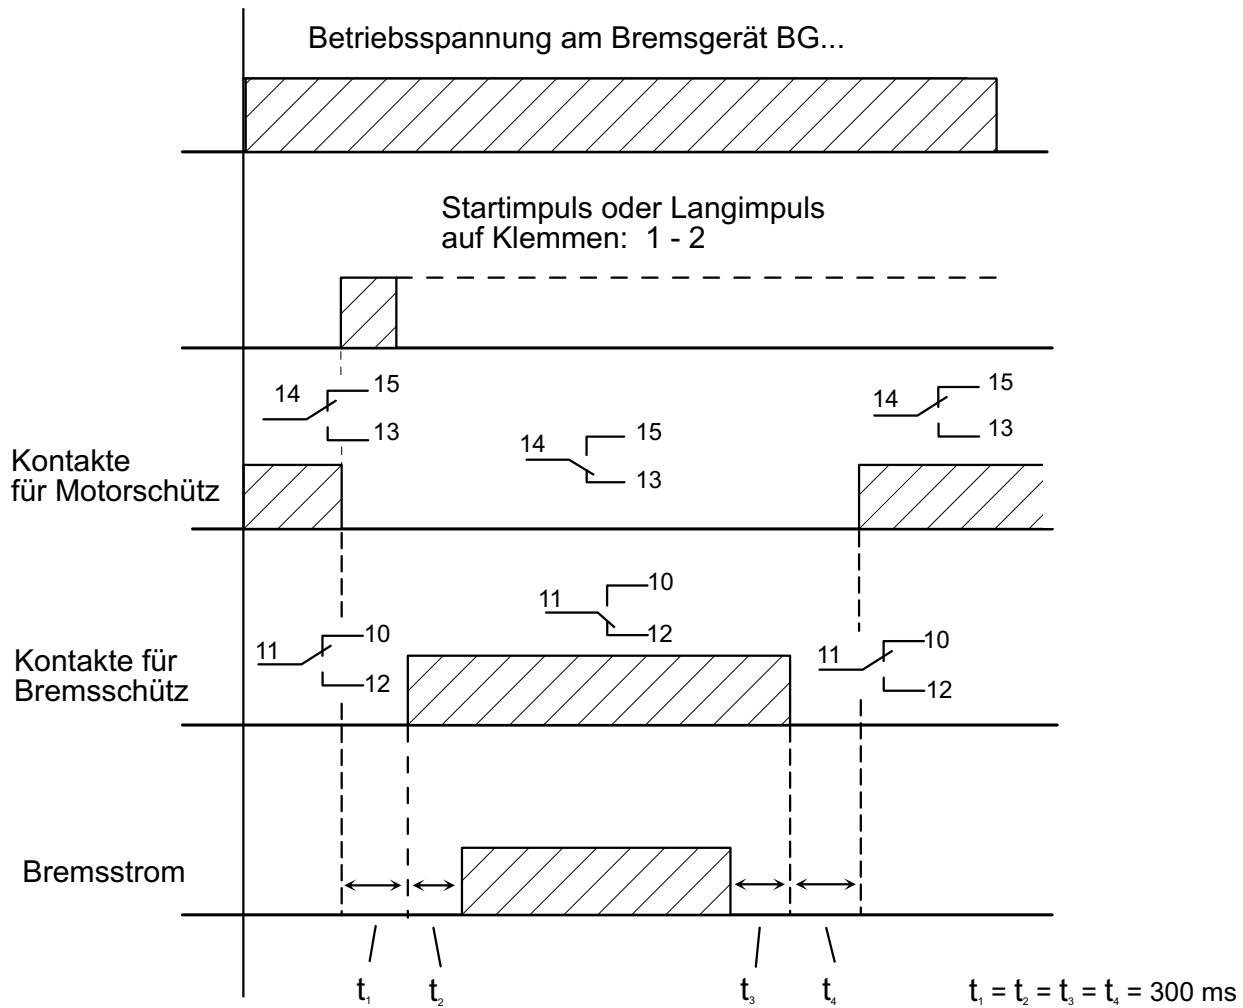 Betriebsspannung am Bremsgerät BG...
Startimpuls oder Langimpuls
auf Klemmen: 1 - 2
14 15
13
14 15
13
14 15
13
Kontakte
für Motorschütz
11 10
12
11 10
12
11 10
12
Kontakte für
Bremsschütz
Bremsstrom
t₁ t₂ t₃ t₄ t₁ = t₂ = t₃ = t₄ = 300 ms